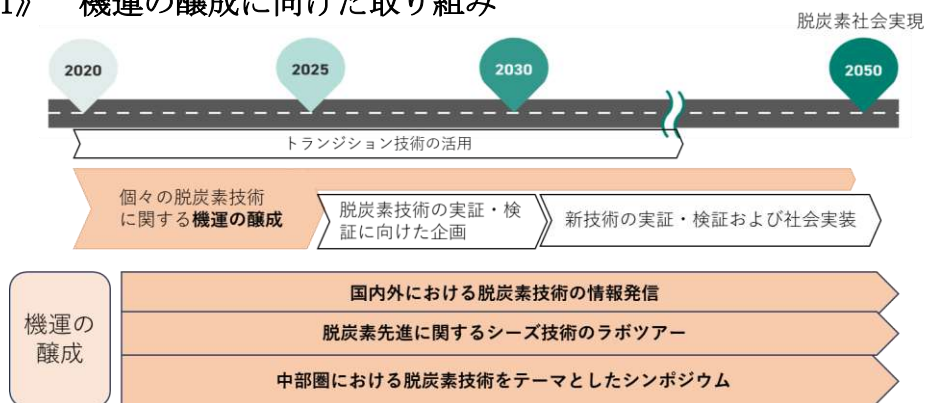 1》 機運の醸成に向けた取り組み
脱炭素社会実現
2020
2025
2030
2050
トランジション技術の活用
個々の脱炭素技術
に関する機運の醸成
脱炭素技術の実証・検
証に向けた企画
新技術の実証・検証および社会実装
機運の
醸成
国内外における脱炭素技術の情報発信
脱炭素先進に関するシーズ技術のラボツアー
中部圏における脱炭素技術をテーマとしたシンポジウム